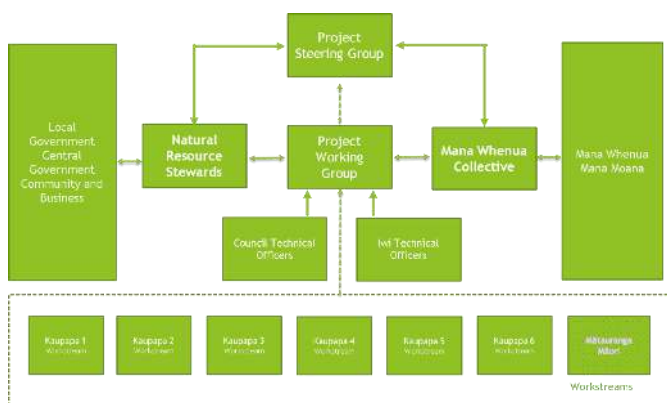 Project
Steering Group
Local
Government
Central
Government
Community and
Business
Natural
Resource
Stewards
Project
Working
Group
Mana Whenua
Collective
Mana Whenua
Mana Moana
Council Technical
Officers
Iwi Technical
Officers
Kaupapa 1
Workstream
Kaupapa 2
Workstream
Kaupapa 3
Workstream
Kaupapa 4
Workstream
Kaupapa 5
Workstream
Kaupapa 6
Workstream
Workstreams